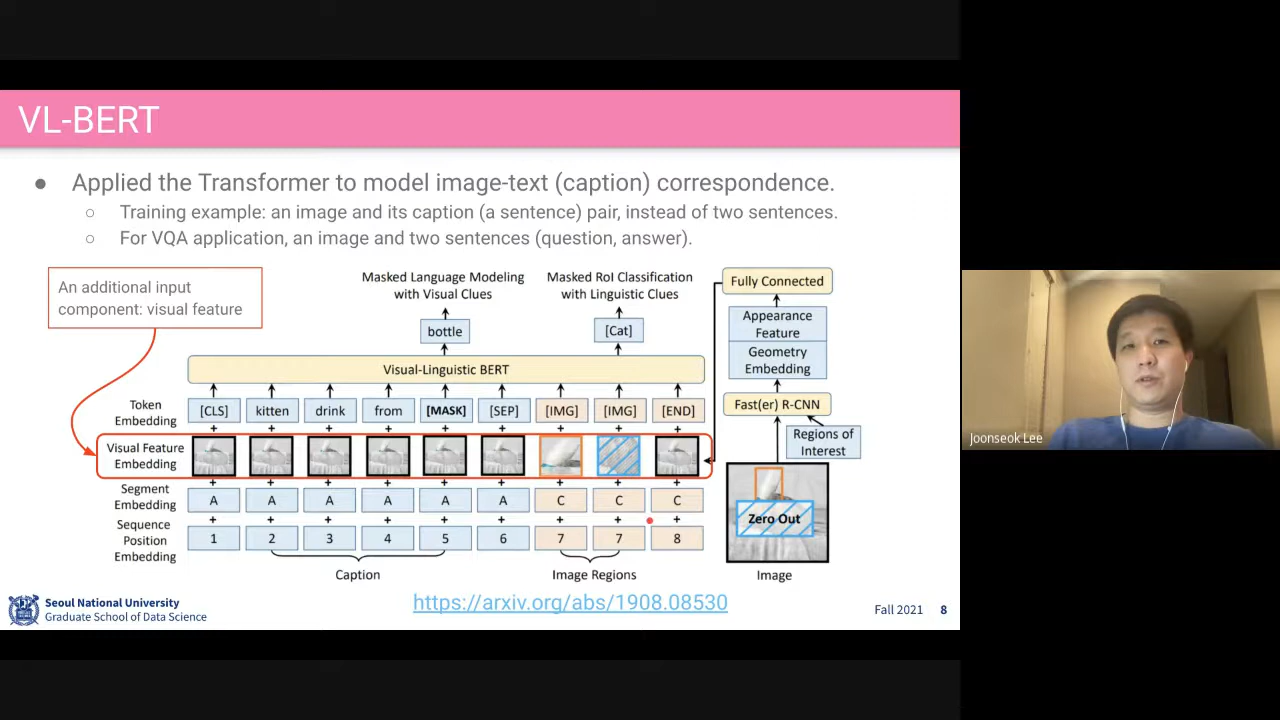 VL-BERT
● Applied the Transformer to model image-text (caption) correspondence.
○ Training example: an image and its caption (a sentence) pair, instead of two sentences.
○ For VQA application, an image and two sentences (question, answer).
An additional input
component: visual feature
Masked Language Modeling
with Visual Clues
Masked RoI Classification
with Linguistic Clues
Fully Connected
Appearance
Feature
Geometry
Embedding
Fast(er) R-CNN
Regions of
Interest
bottle
[Cat]
Visual-Linguistic BERT
Token
Embedding
[CLS] kitten drink from [MASK] [SEP] [IMG] [IMG] [END]
+ + + + + + + + +
Visual Feature
Embedding
+ + + + + + + + +
Segment
Embedding
A A A A A A C C C
+ + + + + + + + +
Sequence
Position
Embedding
1 2 3 4 5 6 7 7 8
Caption
Image Regions
Zero Out
Image
Seoul National University
Graduate School of Data Science
https://arxiv.org/abs/1908.08530
Fall 2021 8
Joonseok Lee